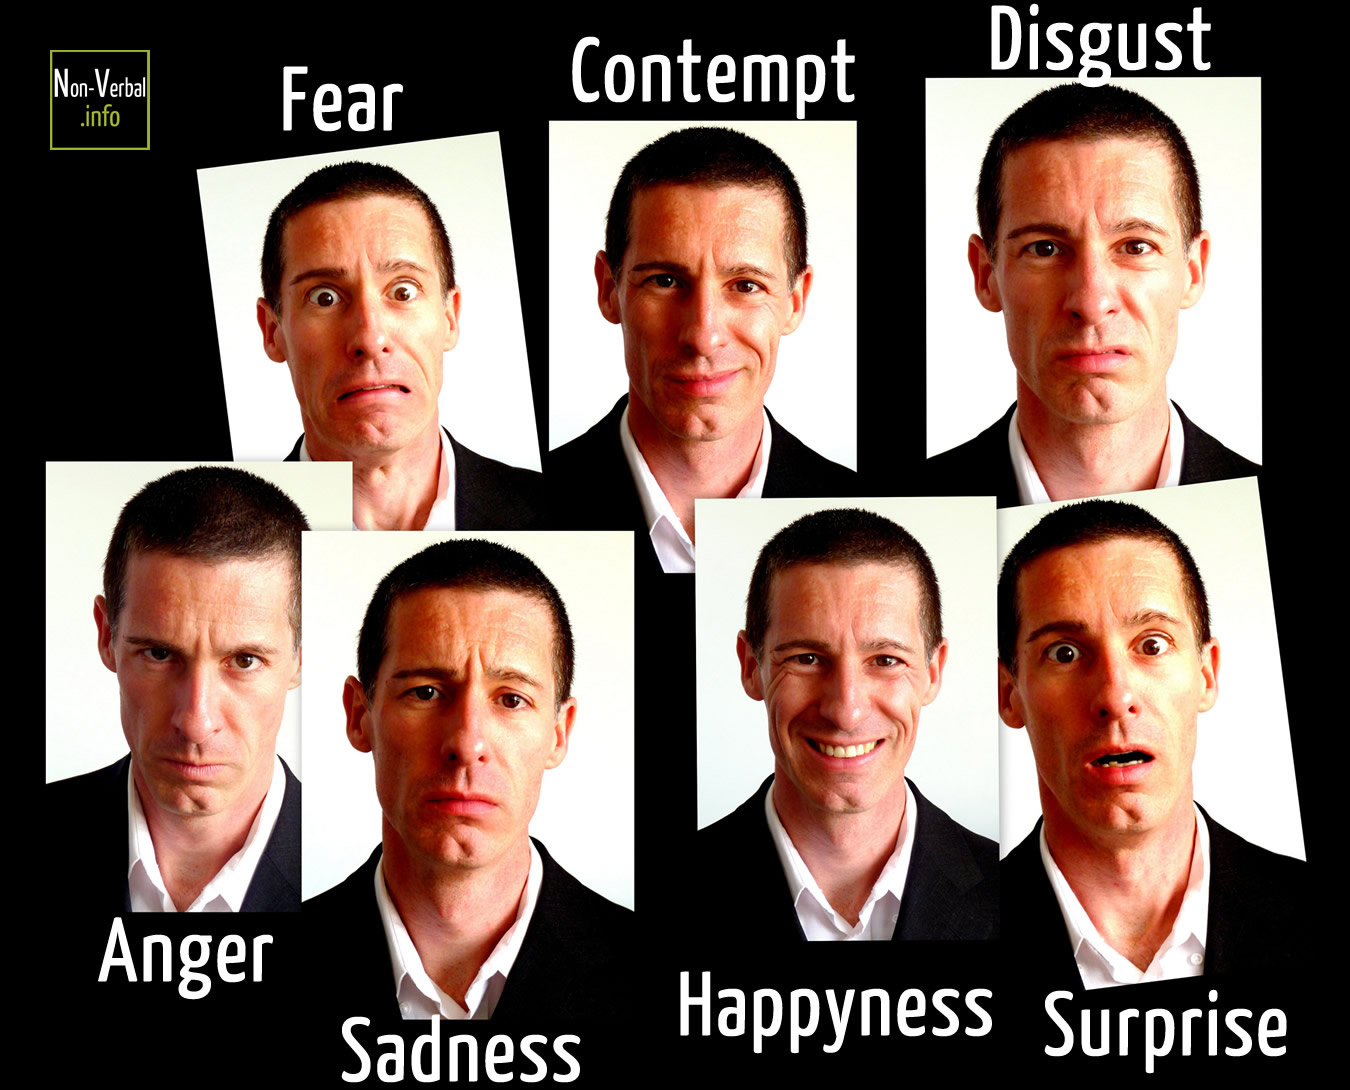 Non-Verbal
.info
Fear
Contempt
Disgust
Anger
Sadness
Happyness
Surprise